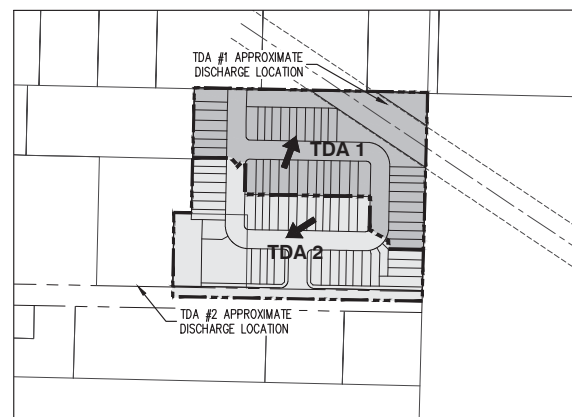 TDA #1 APPROXIMATE
DISCHARGE LOCATION
TDA 1
TDA 2
TDA #2 APPROXIMATE
DISCHARGE LOCATION